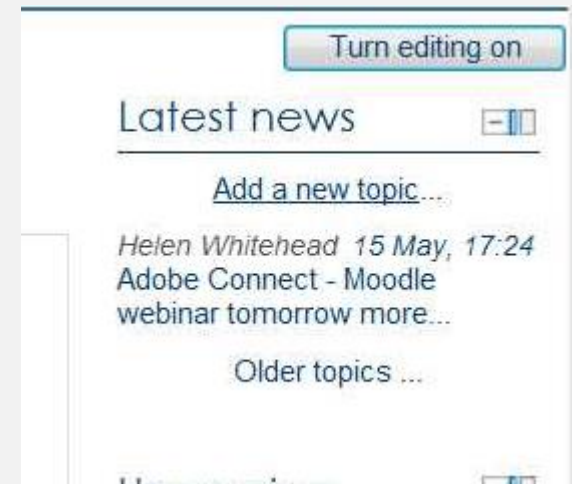 Turn editing on
Latest news
Add a new topic...
Helen Whitehead 15 May, 17:24
Adobe Connect - Moodle
webinar tomorrow more...
Older topics ...